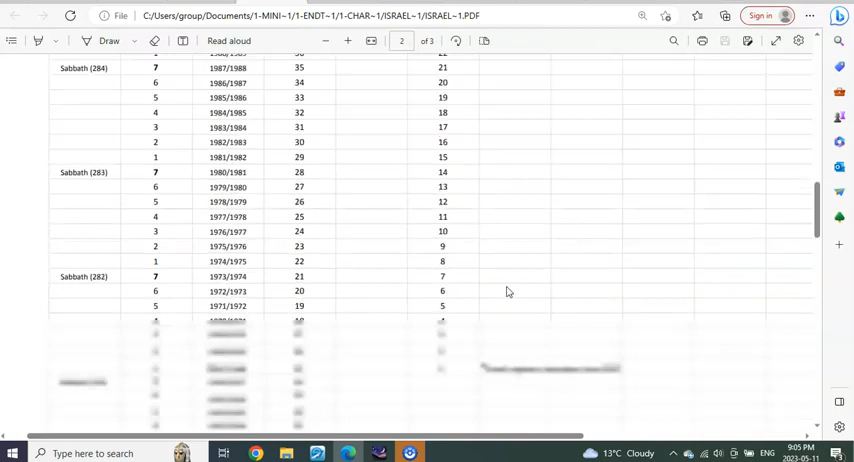 File
C:/Users/group/Documents/1-MINI~1/1-ENDT~1/1-CHAR~1/ISRAEL~1/ISRAEL~1.PDF
Sign in
Draw
Read aloud
2 of 3
Sabbath (284) 7 1987/1988 35 21
6 1986/1987 34 20
5 1985/1986 33 19
4 1984/1985 32 18
3 1983/1984 31 17
2 1982/1983 30 16
1 1981/1982 29 15
Sabbath (283) 7 1980/1981 28 14
6 1979/1980 27 13
5 1978/1979 26 12
4 1977/1978 25 11
3 1976/1977 24 10
2 1975/1976 23 9
1 1974/1975 22 8
Sabbath (282) 7 1973/1974 21 7
6 1972/1973 20 6
5 1971/1972 19 5
Type here to search
13°C Cloudy
ENG
9:05 PM
2023-05-11